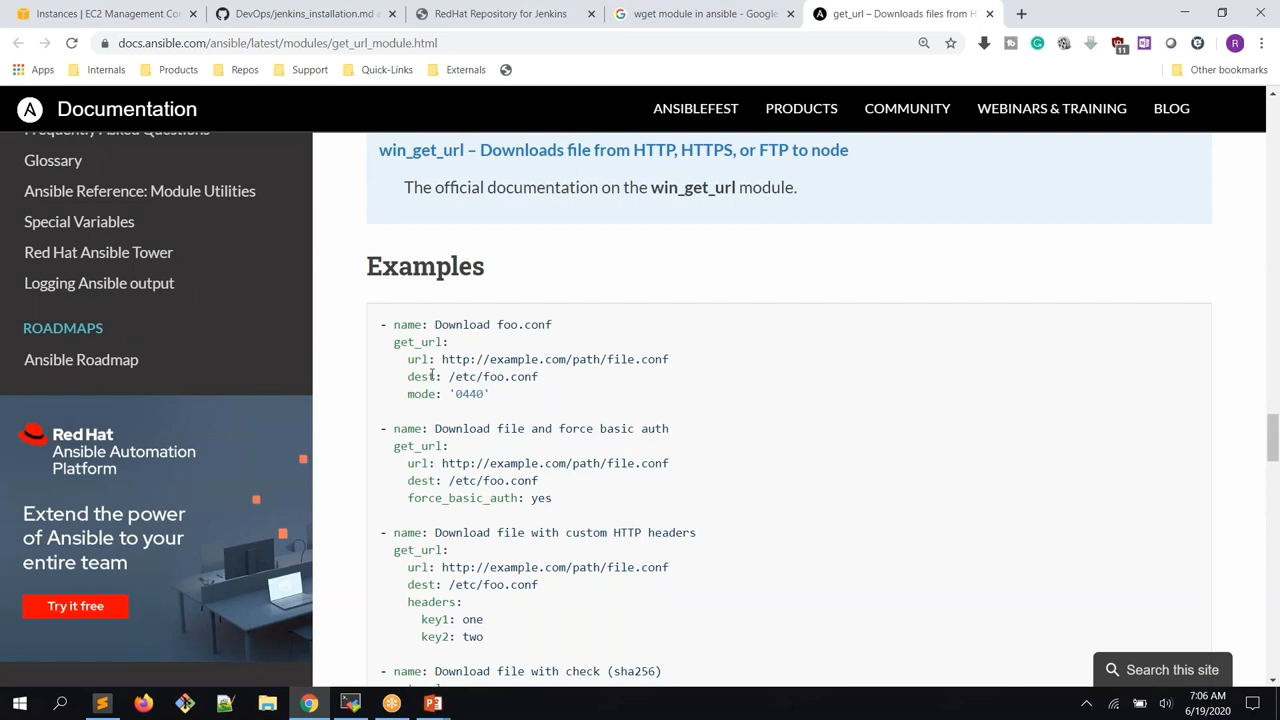 Instances | EC2 Management Con
DevOps/jenkins_installation.md a
RedHat Repository for Jenkins
wget module in ansible - Google
get_url – Downloads files from H
docs.ansible.com/ansible/latest/modules/get_url_module.html
11
R
Apps
Internals
Products
Repos
Support
Quick-Links
Externals
Other bookmarks
A Documentation
ANSIBLEFEST
PRODUCTS
COMMUNITY
WEBINARS & TRAINING
BLOG
Frequently Asked Questions
Glossary
Ansible Reference: Module Utilities
Special Variables
Red Hat Ansible Tower
Logging Ansible output
ROADMAPS
Ansible Roadmap
Red Hat
Ansible Automation
Platform
Extend the power
of Ansible to your
entire team
Try it free
win_get_url – Downloads file from HTTP, HTTPS, or FTP to node
The official documentation on the win_get_url module.
Examples
- name: Download foo.conf
get_url:
url: http://example.com/path/file.conf
dest: /etc/foo.conf
mode: '0440'
- name: Download file and force basic auth
get_url:
url: http://example.com/path/file.conf
dest: /etc/foo.conf
force_basic_auth: yes
- name: Download file with custom HTTP headers
get_url:
url: http://example.com/path/file.conf
dest: /etc/foo.conf
headers:
key1: one
key2: two
- name: Download file with check (sha256)
Search this site
7:06 AM
6/19/2020